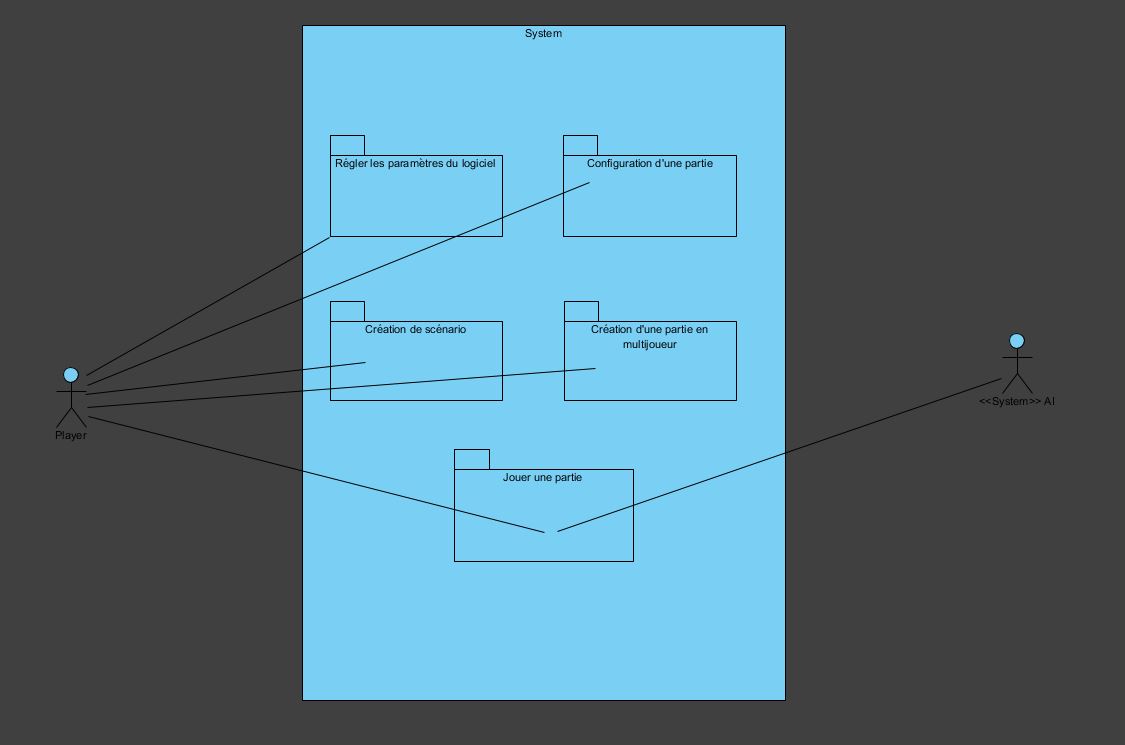 System
Régler les paramètres du logiciel
Configuration d'une partie
Création de scénario
Création d'une partie en
multijoueur
Player
<<System>> AI
Jouer une partie